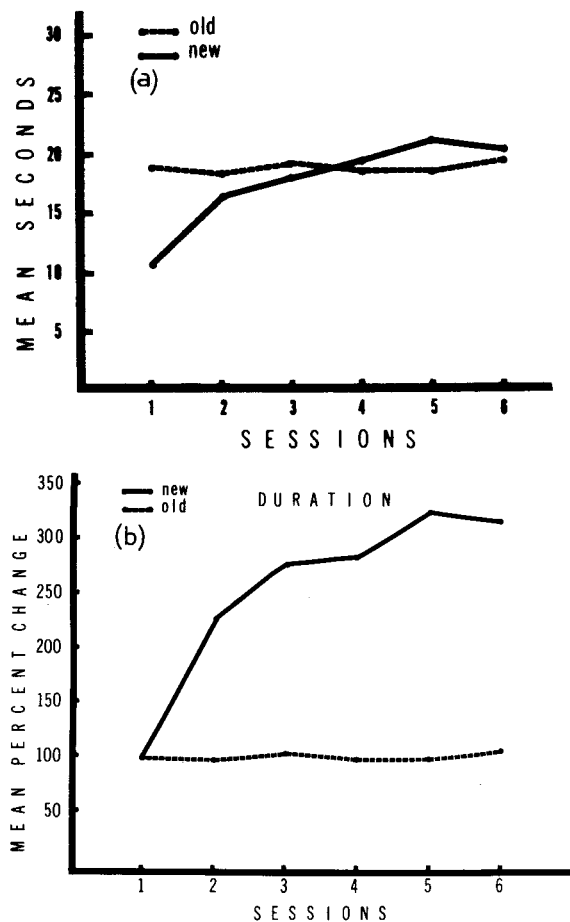 old
new
(a)
30
25
20
15
10
5
MEAN SECONDS
1 2 3 4 5 6
SESSIONS
350
300
250
200
150
100
50
new
old
DURATION
(b)
MEAN PERCENT CHANGE
1 2 3 4 5 6
SESSIONS